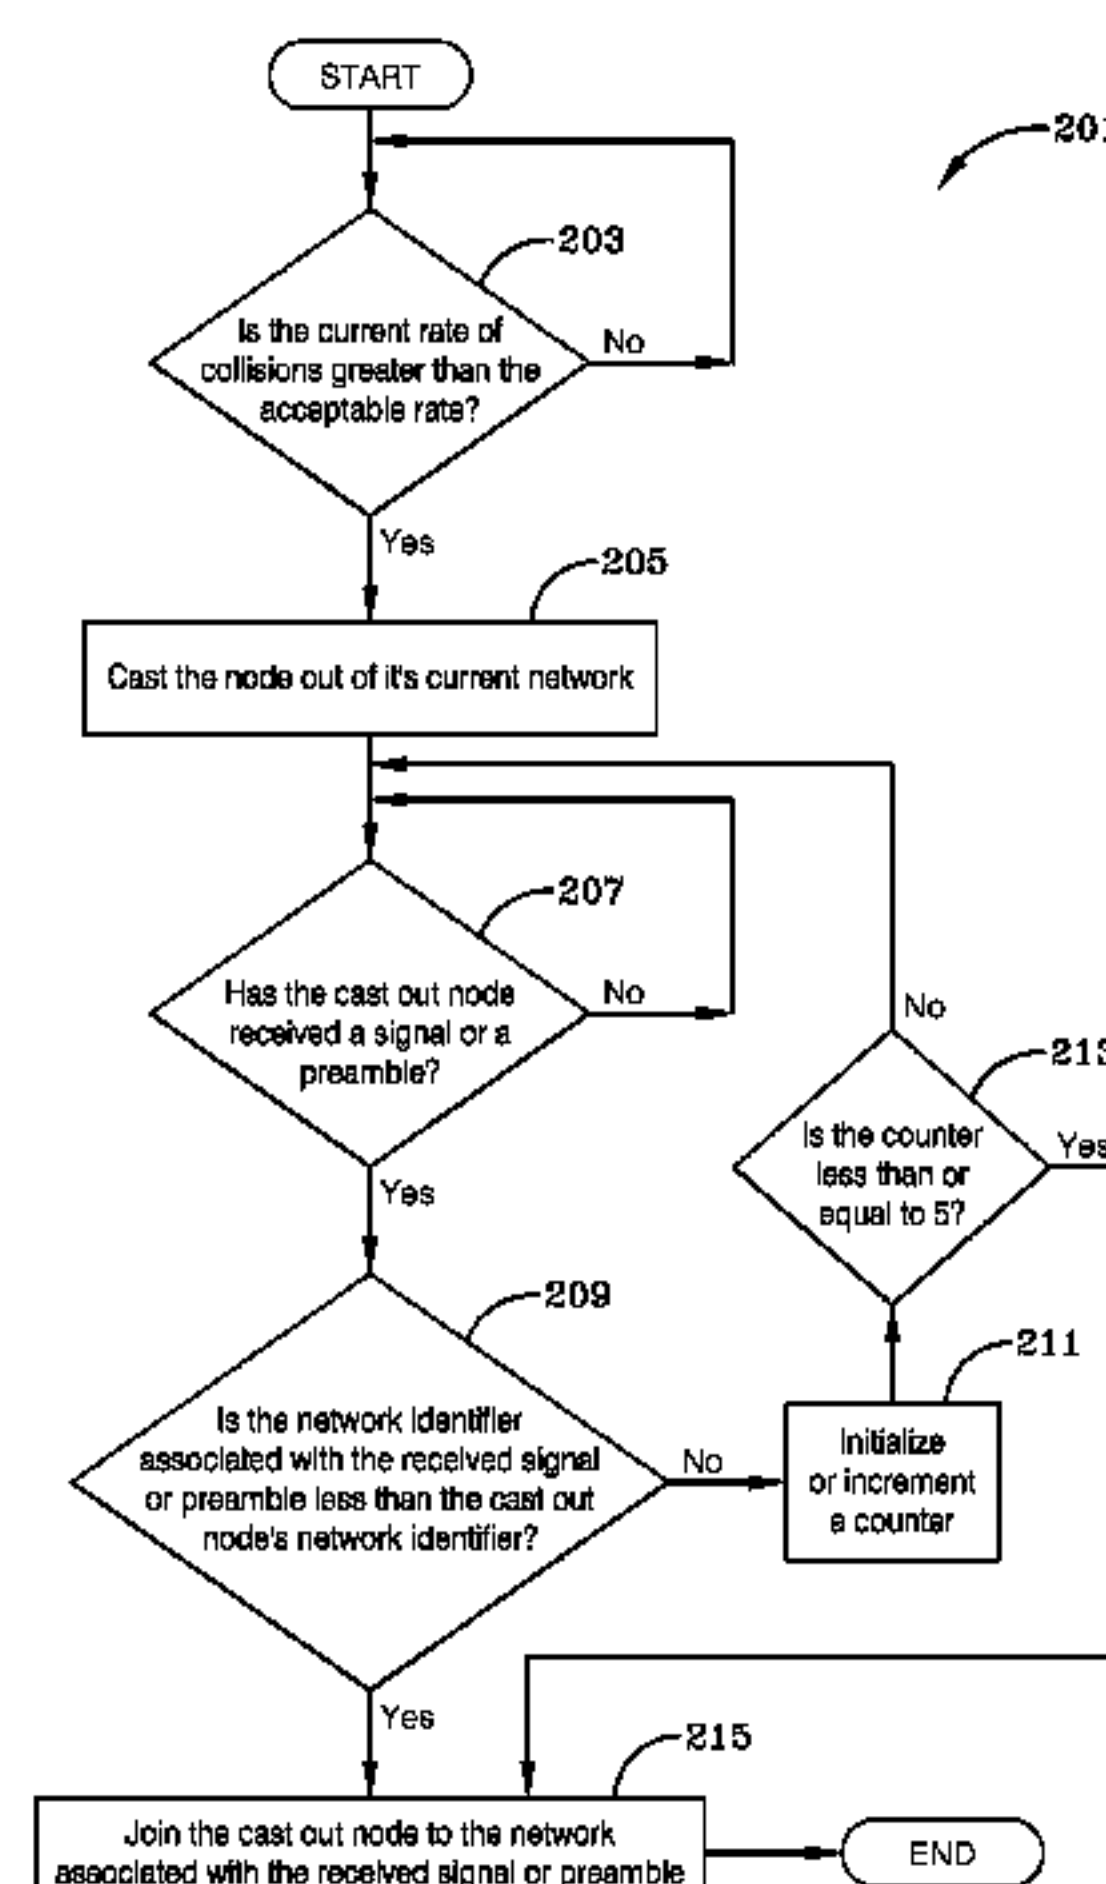 START
201
203
Is the current rate of
collisions greater than the
acceptable rate?
No
Yes
205
Cast the node out of it's current network
207
Has the cast out node
received a signal or a
preamble?
No
Yes
No
213
Is the counter
less than or
equal to 5?
Yes
209
Is the network identifier
associated with the received signal
or preamble less than the cast out
node's network identifier?
No
211
Initialize
or increment
a counter
Yes
215
Join the cast out node to the network
associated with the received signal or preamble
END